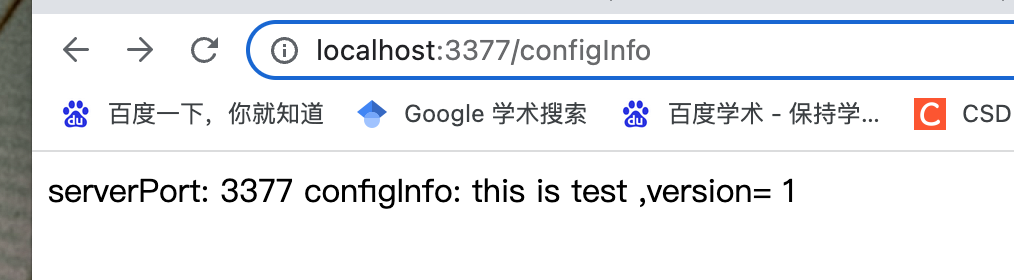 localhost:3377/configInfo
百度一下，你就知道 Google 学术搜索 百度学术 - 保持学... CSD
serverPort: 3377 configInfo: this is test ,version= 1